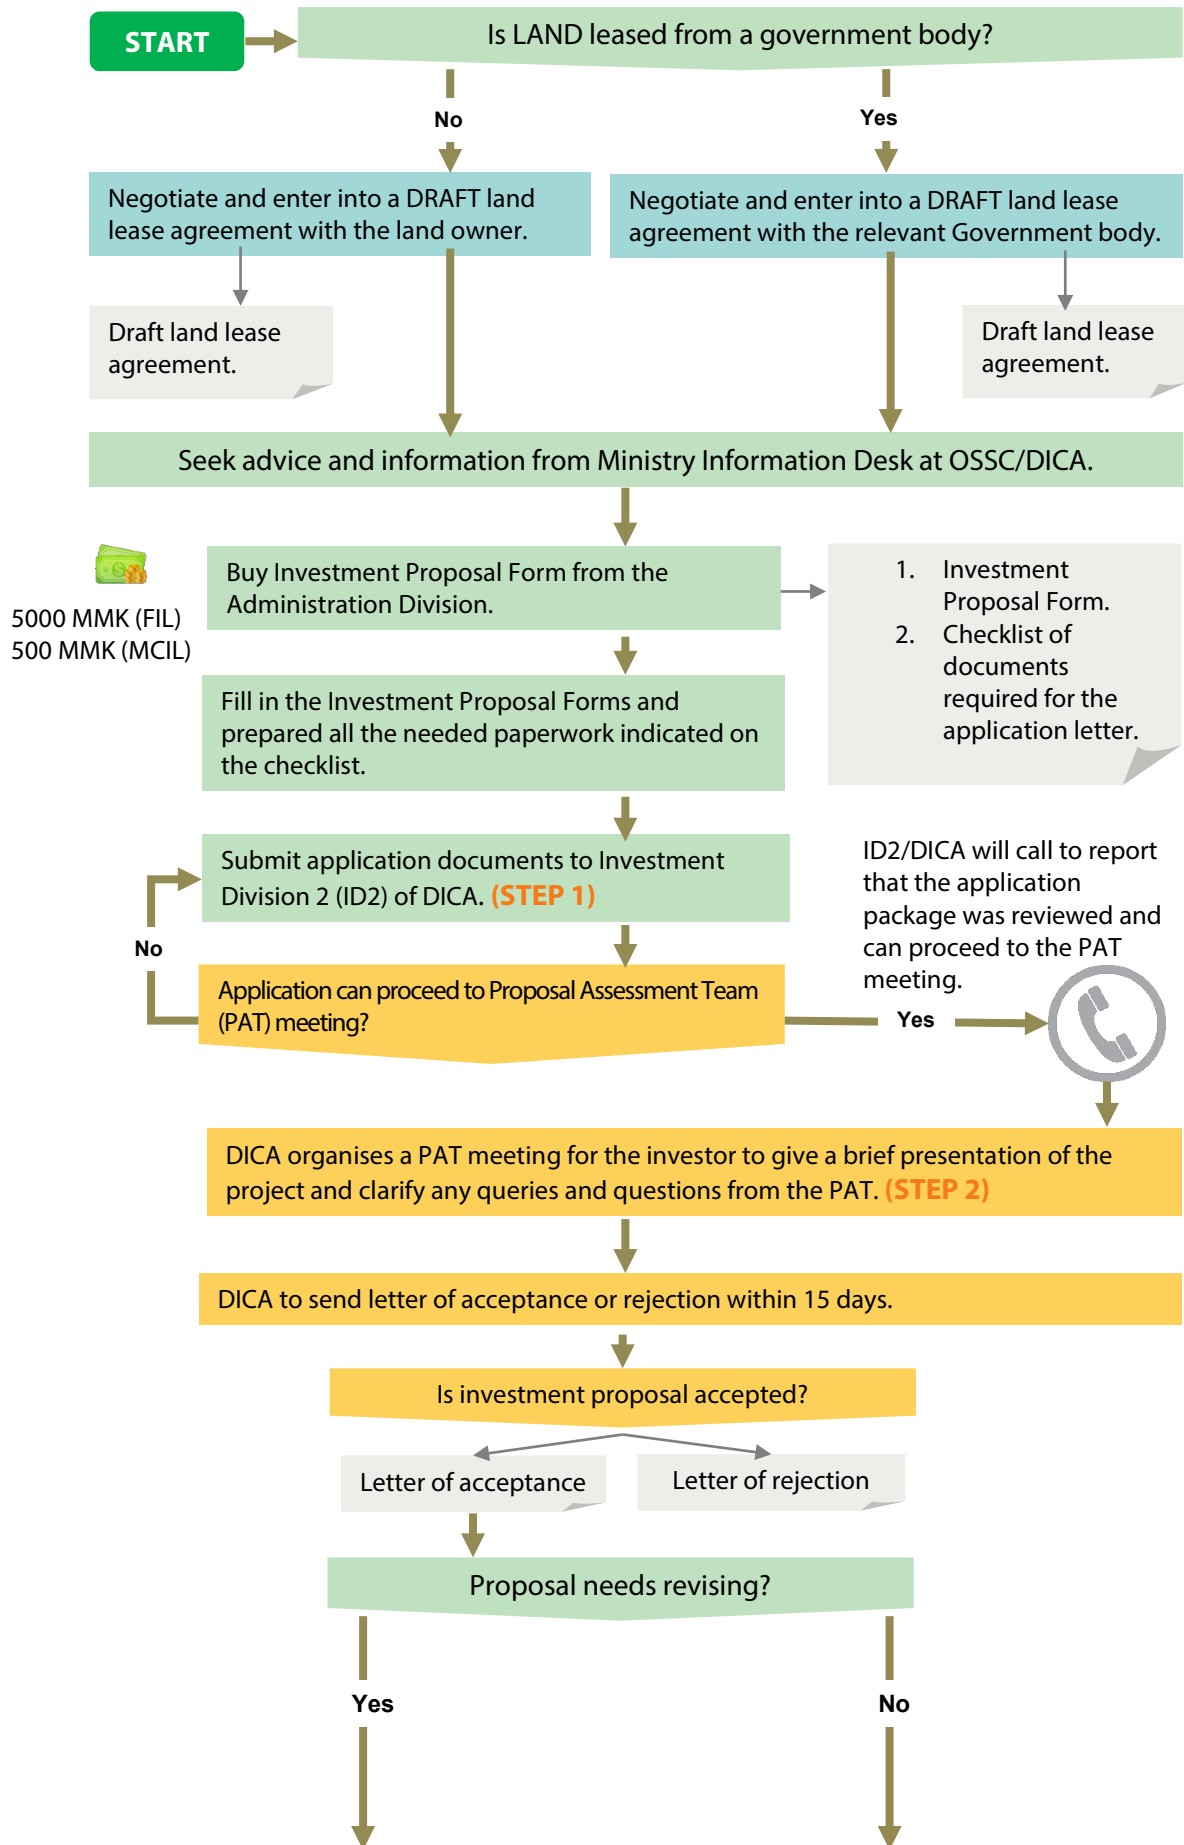 START
Is LAND leased from a government body?
No
Yes
Negotiate and enter into a DRAFT land
lease agreement with the land owner.
Negotiate and enter into a DRAFT land lease
agreement with the relevant Government body.
Draft land lease
agreement.
Draft land lease
agreement.
Seek advice and information from Ministry Information Desk at OSSC/DICA.
5000 MMK (FIL)
500 MMK (MCIL)
Buy Investment Proposal Form from the
Administration Division.
1. Investment
Proposal Form.
2. Checklist of
documents
required for the
application letter.
Fill in the Investment Proposal Forms and
prepared all the needed paperwork indicated on
the checklist.
Submit application documents to Investment
Division 2 (ID2) of DICA. (STEP 1)
ID2/DICA will call to report
that the application
package was reviewed and
can proceed to the PAT
meeting.
No
Application can proceed to Proposal Assessment Team
(PAT) meeting?
Yes
DICA organises a PAT meeting for the investor to give a brief presentation of the
project and clarify any queries and questions from the PAT. (STEP 2)
DICA to send letter of acceptance or rejection within 15 days.
Is investment proposal accepted?
Letter of acceptance
Letter of rejection
Proposal needs revising?
Yes
No